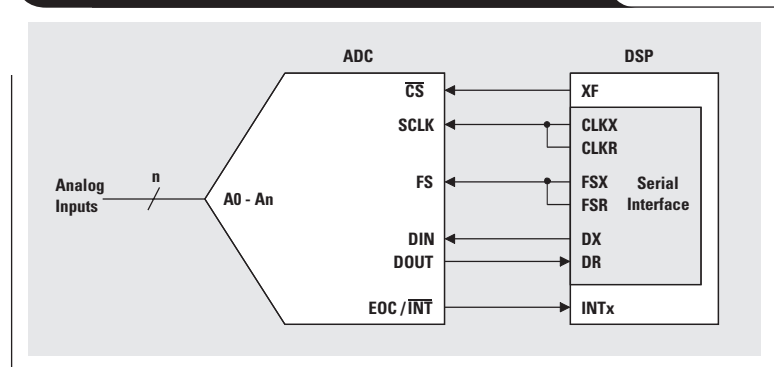 ADC
DSP
CS
XF
SCLK
CLKX
CLKR
Analog
Inputs
n
A0 - An
FS
FSX
FSR
Serial
Interface
DIN
DX
DOUT
DR
EOC / INT
INTx